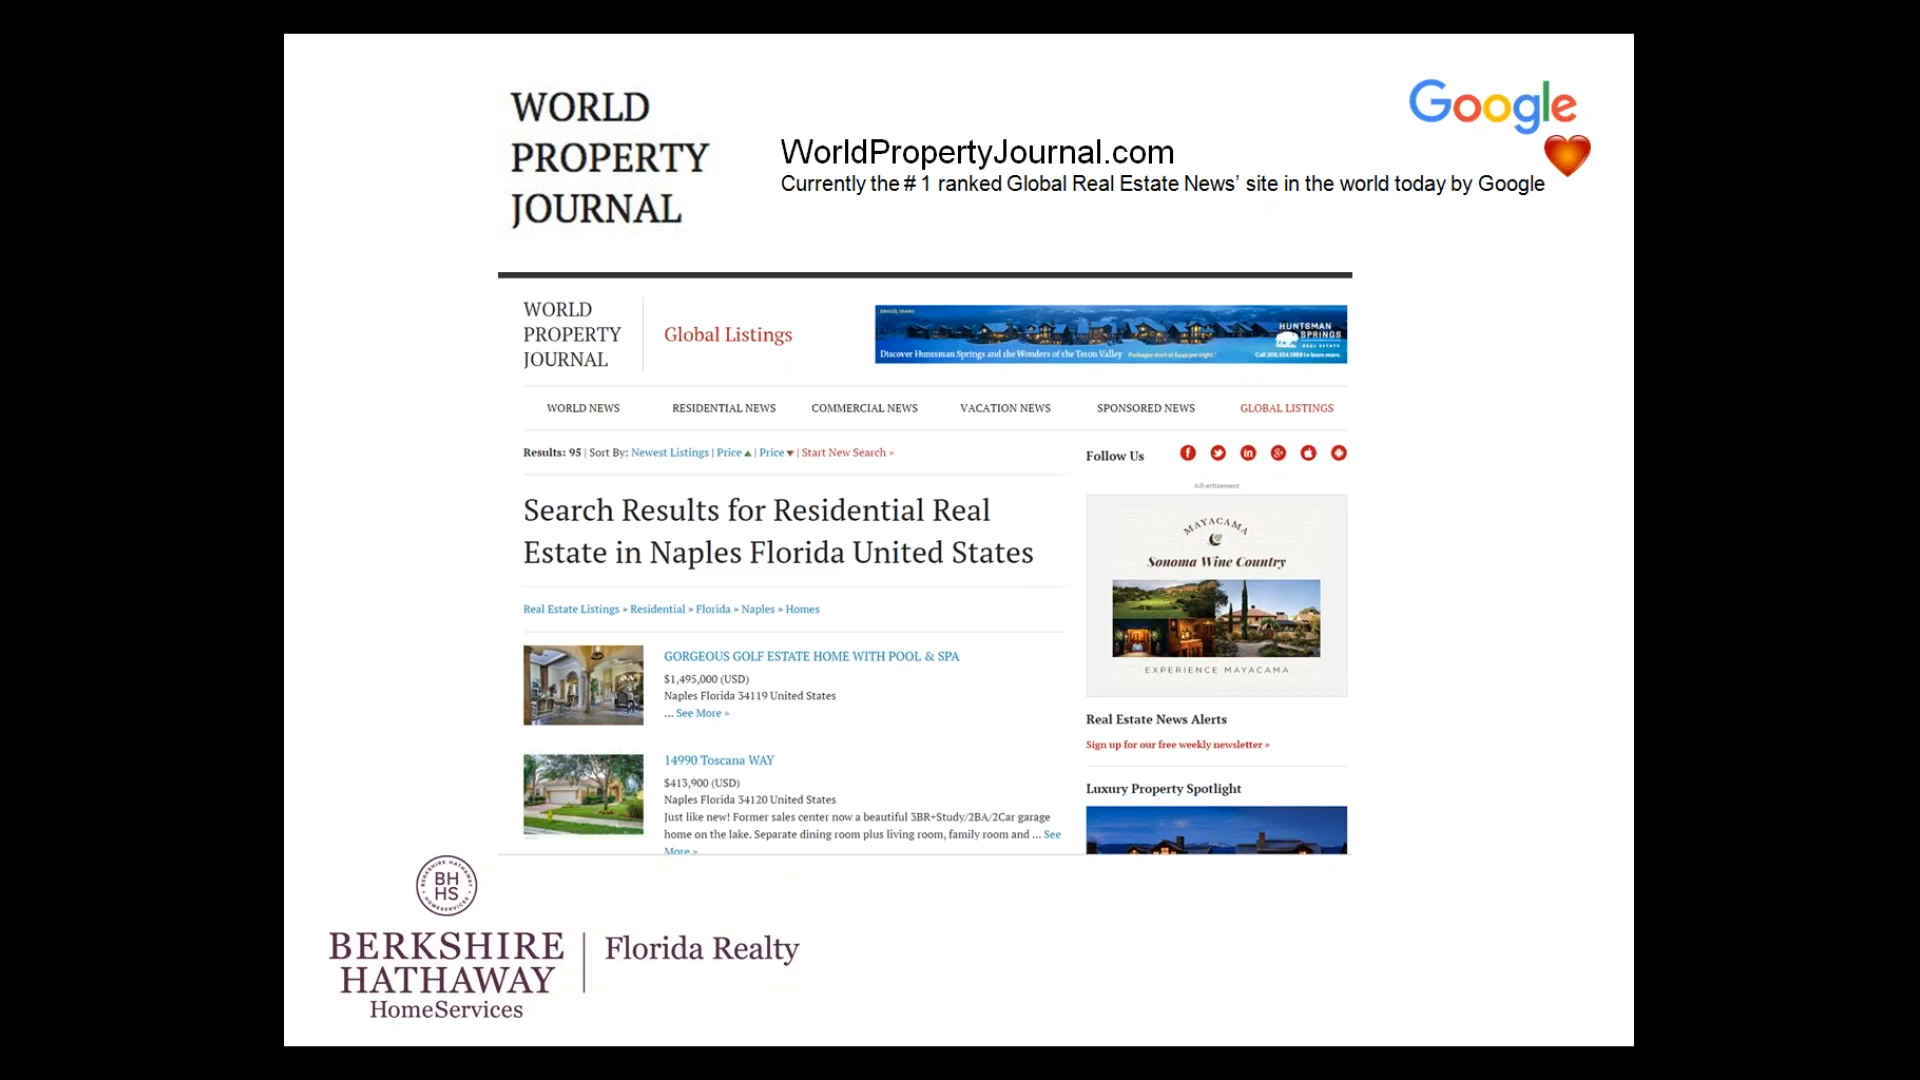 WORLD
PROPERTY
JOURNAL
Google
WorldPropertyJournal.com
Currently the # 1 ranked Global Real Estate News’ site in the world today by Google
WORLD
PROPERTY
JOURNAL
Global Listings
HUNTSMAN
SPRINGS
REAL ESTATE
Discover Huntsman Springs and the Wonders of the Teton Valley
WORLD NEWS
RESIDENTIAL NEWS
COMMERCIAL NEWS
VACATION NEWS
SPONSORED NEWS
GLOBAL LISTINGS
Results: 95 | Sort By: Newest Listings | Price ▲ | Price ▼ | Start New Search »
Follow Us
Advertisement
Search Results for Residential Real
Estate in Naples Florida United States
Real Estate Listings » Residential » Florida » Naples » Homes
GORGEOUS GOLF ESTATE HOME WITH POOL & SPA
$1,495,000 (USD)
Naples Florida 34119 United States
... See More »
14990 Toscana WAY
$413,900 (USD)
Naples Florida 34120 United States
Just like new! Former sales center now a beautiful 3BR+Study/2BA/2Car garage
home on the lake. Separate dining room plus living room, family room and ... See
More »
MAYACAMA
Sonoma Wine Country
EXPERIENCE MAYACAMA
Real Estate News Alerts
Sign up for our free weekly newsletter »
Luxury Property Spotlight
BERKSHIRE HATHAWAY
BH
HS
HOMESERVICES
BERKSHIRE
HATHAWAY
HomeServices
Florida Realty